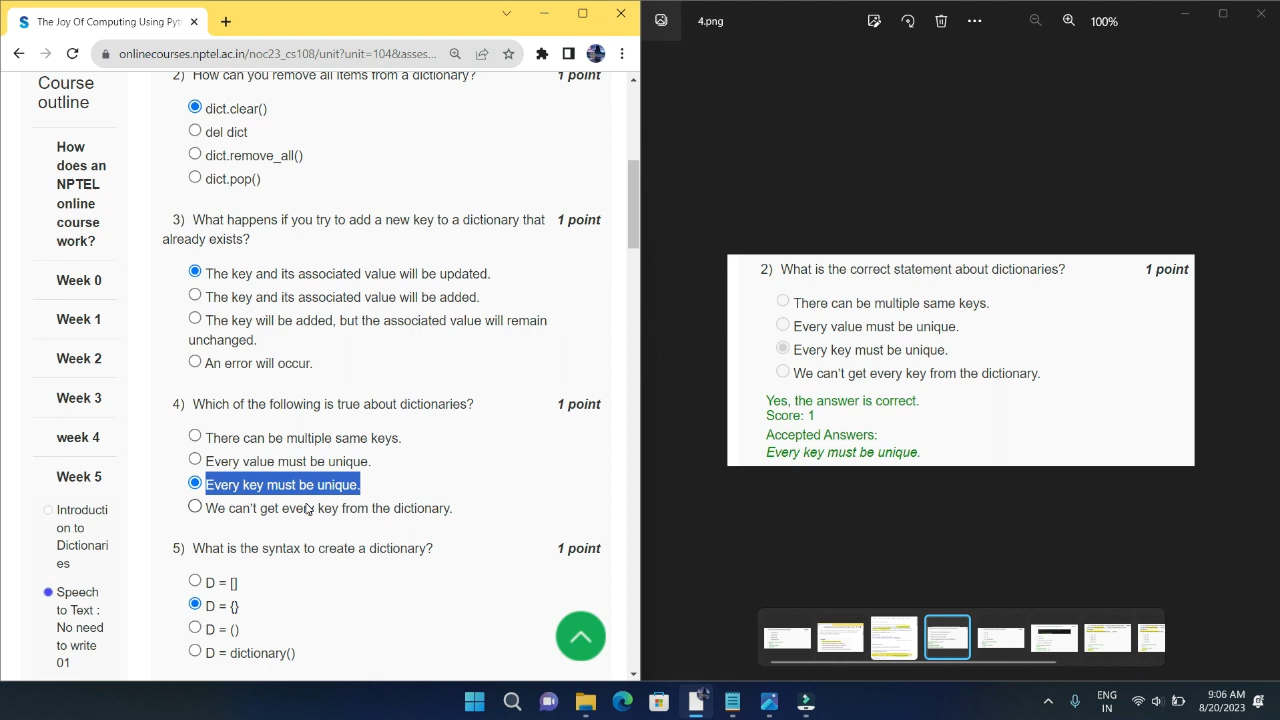 The Joy Of Computing Using Pyt
onlinecourses.nptel.ac.in/noc23_cs108/unit?unit=104&asses...
Course
outline
How
does an
NPTEL
online
course
work?
Week 0
Week 1
Week 2
Week 3
week 4
Week 5
Introducti
on to
Dictionari
es
Speech
to Text :
No need
to write
01
2) How can you remove all items from a dictionary? 1 point
dict.clear()
del dict
dict.remove_all()
dict.pop()
3) What happens if you try to add a new key to a dictionary that 1 point
already exists?
The key and its associated value will be updated.
The key and its associated value will be added.
The key will be added, but the associated value will remain
unchanged.
An error will occur.
4) Which of the following is true about dictionaries? 1 point
There can be multiple same keys.
Every value must be unique.
Every key must be unique.
We can't get every key from the dictionary.
5) What is the syntax to create a dictionary? 1 point
D = []
D = {}
D = ()
D = dictionary()
4.png
100%
2) What is the correct statement about dictionaries? 1 point
There can be multiple same keys.
Every value must be unique.
Every key must be unique.
We can't get every key from the dictionary.
Yes, the answer is correct.
Score: 1
Accepted Answers:
Every key must be unique.
ENG
IN
9:06 AM
8/20/2023